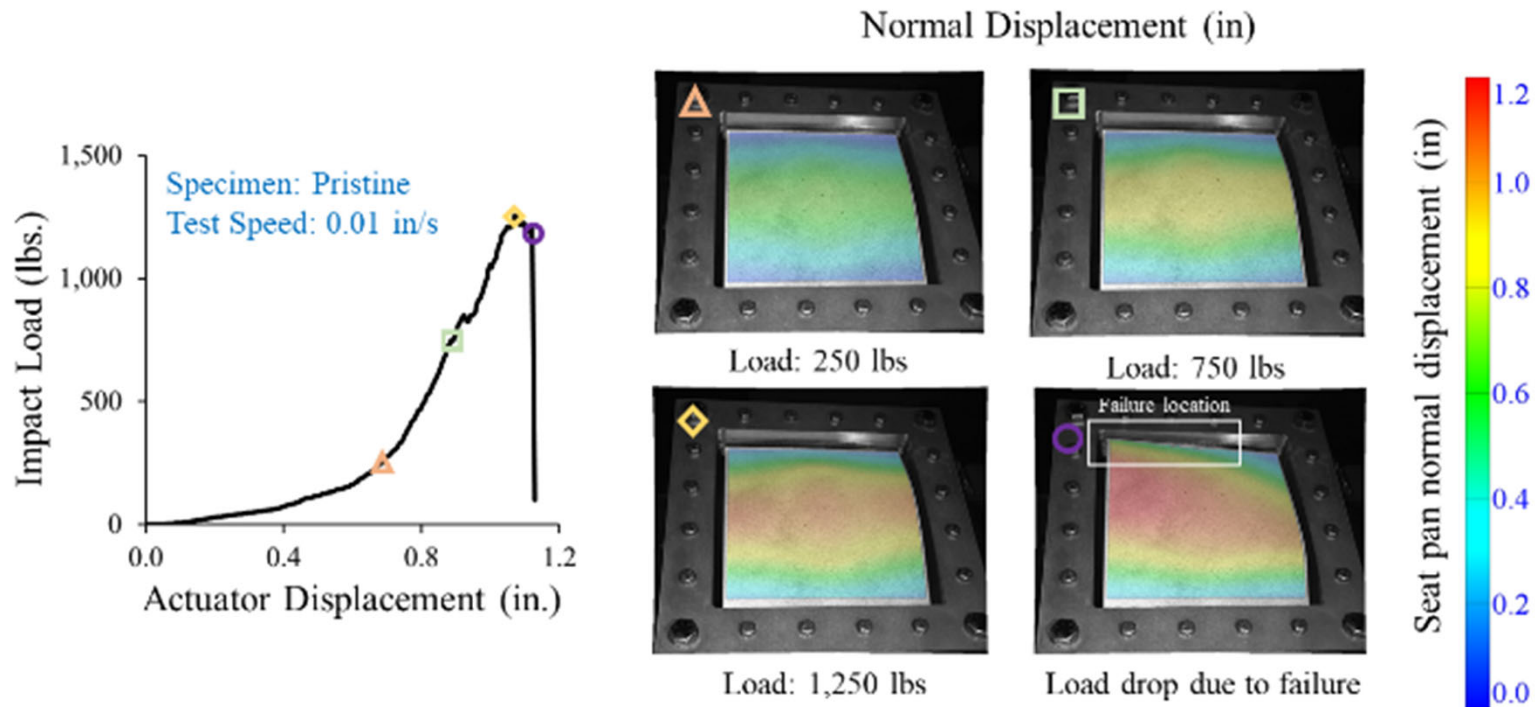 Normal Displacement (in)
1,500
1,000
500
0
Impact Load (lbs.)
Specimen: Pristine
Test Speed: 0.01 in/s
0.0
0.4
0.8
1.2
Actuator Displacement (in.)
Load: 250 lbs
Load: 750 lbs
Failure location
Load: 1,250 lbs
Load drop due to failure
Seat pan normal displacement (in)
1.2
1.0
0.8
0.6
0.4
0.2
0.0